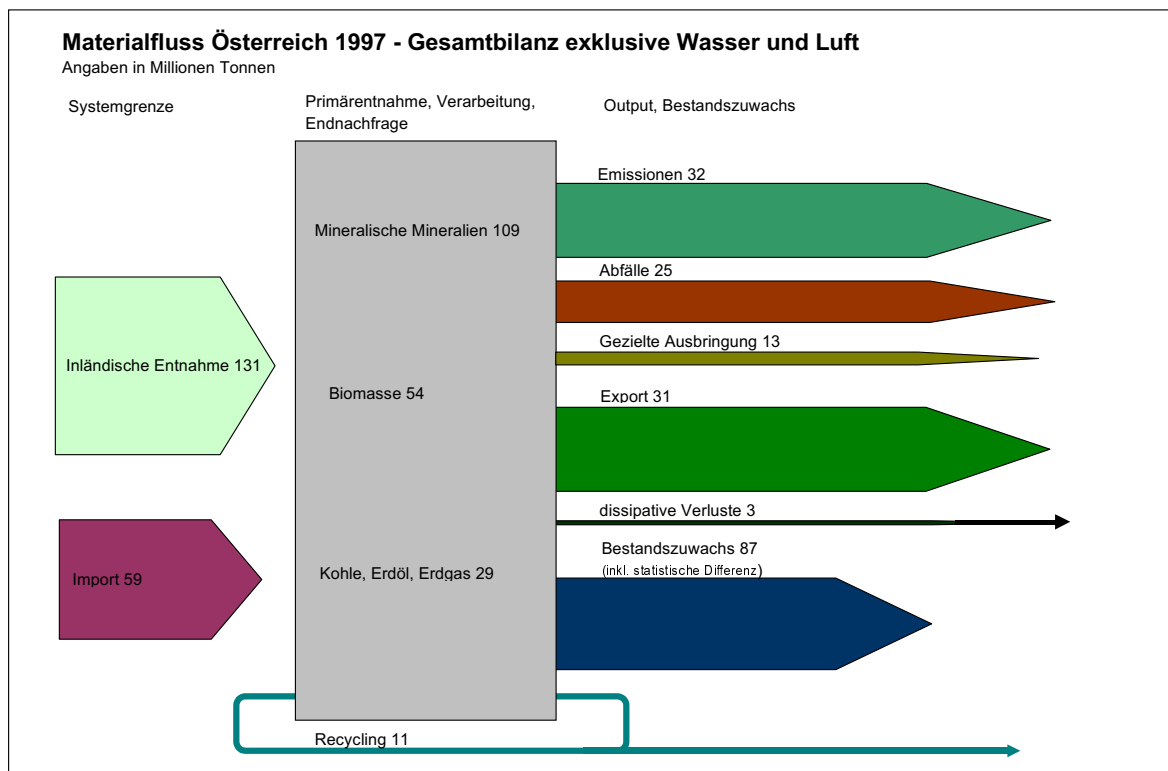 Materialfluss Österreich 1997 - Gesamtbilanz exklusive Wasser und Luft
Angaben in Millionen Tonnen
Systemgrenze
Primärentnahme, Verarbeitung,
Endnachfrage
Output, Bestandszuwachs
Emissionen 32
Mineralische Mineralien 109
Abfälle 25
Gezielte Ausbringung 13
Inländische Entnahme 131
Biomasse 54
Export 31
dissipative Verluste 3
Bestandszuwachs 87
(inkl. statistische Differenz)
Import 59
Kohle, Erdöl, Erdgas 29
Recycling 11